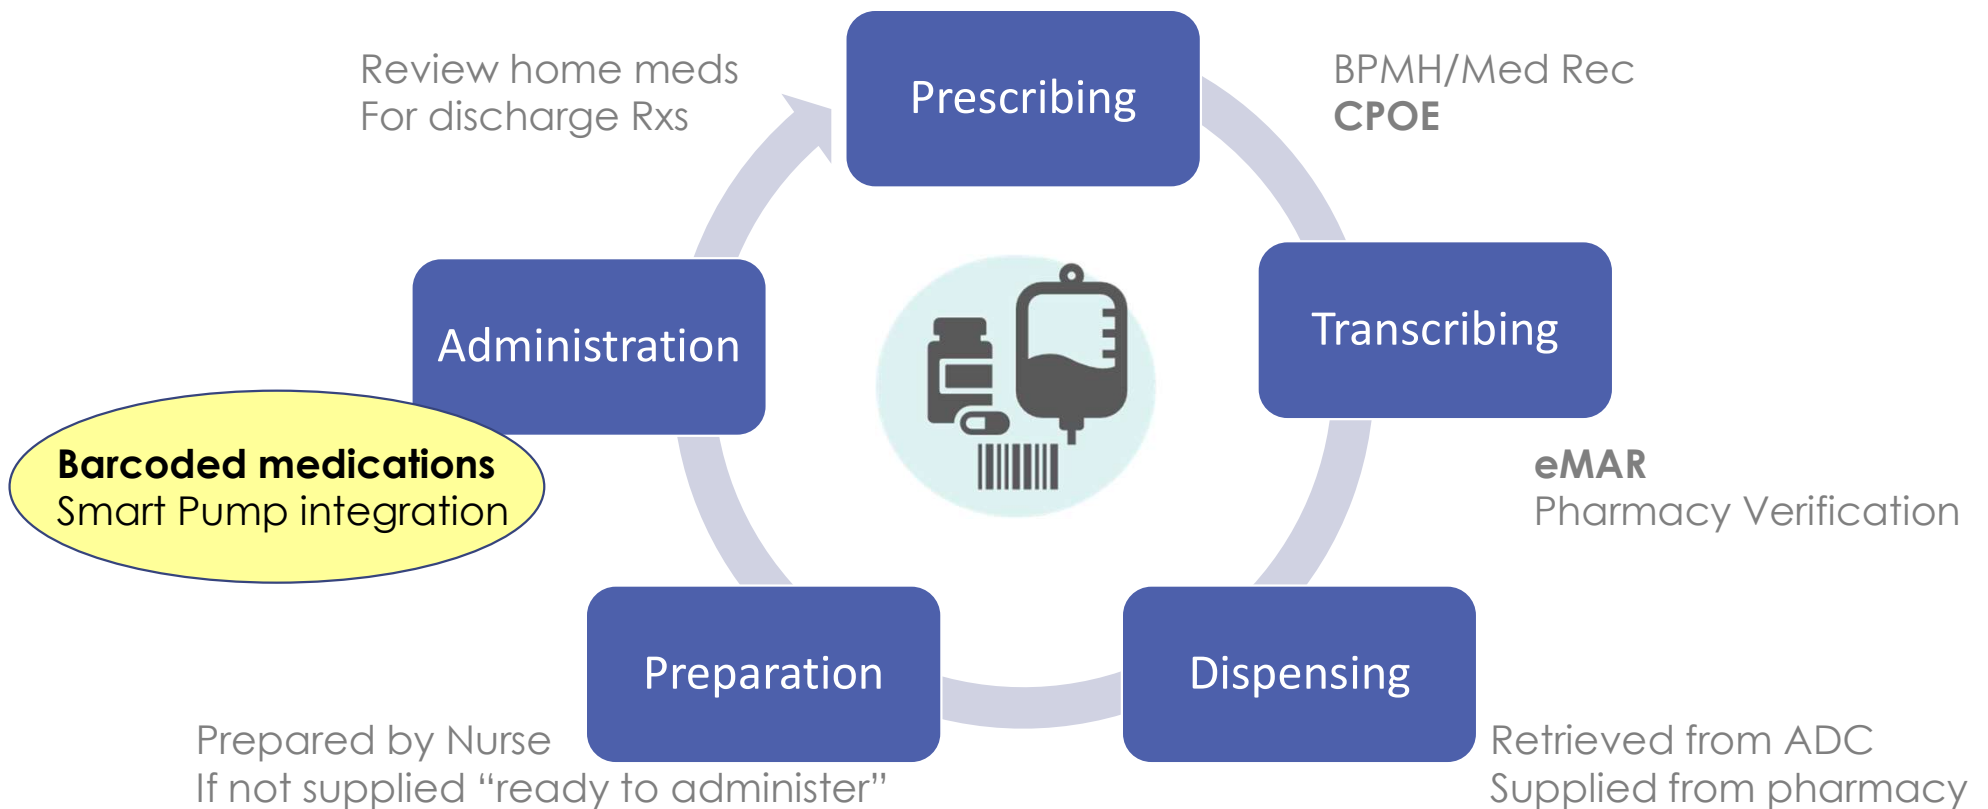 Prescribing
BPMH/Med Rec
CPOE
Transcribing
eMAR
Pharmacy Verification
Dispensing
Retrieved from ADC
Supplied from pharmacy
Preparation
Prepared by Nurse
If not supplied “ready to administer”
Administration
Barcoded medications
Smart Pump integration
Review home meds
For discharge Rxs